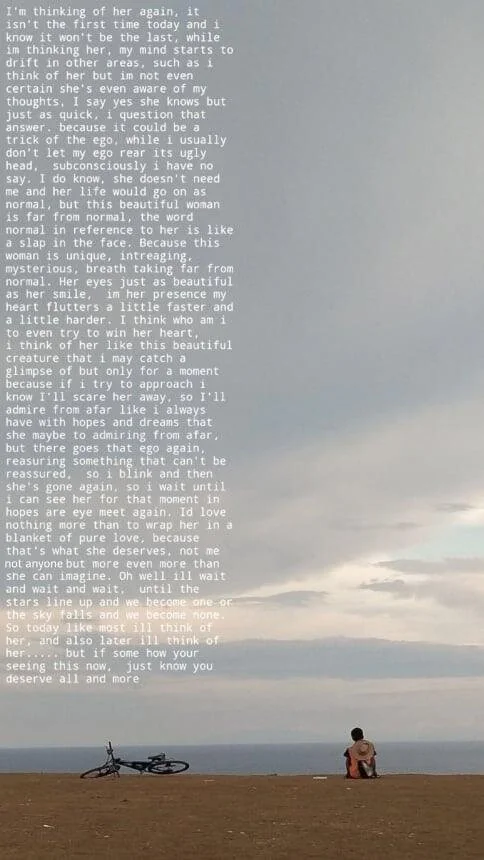 I'm thinking of her again, it
isn't the first time today and i
know it won't be the last, while
im thinking her, my mind starts to
drift in other areas, such as i
think of her but im not even
certain she's even aware of my
thoughts, I say yes she knows but
just as quick, i question that
answer. because it could be a
trick of the ego, while i usually
don't let my ego rear its ugly
head,  subconsciously i have no
say. I do know, she doesn't need
me and her life would go on as
normal, but this beautiful woman
is far from normal, the word
normal in reference to her is like
a slap in the face. Because this
woman is unique, intreaging,
mysterious, breath taking far from
normal. Her eyes just as beautiful
as her smile,  im her presence my
heart flutters a little faster and
a little harder. I think who am i
to even try to win her heart,
i think of her like this beautiful
creature that i may catch a
glimpse of but only for a moment
because if i try to approach i
know I'll scare her away, so I'll
admire from afar like i always
have with hopes and dreams that
she maybe to admiring from afar,
but there goes that ego again,
reasuring something that can't be
reassured,  so i blink and then
she's gone again, so i wait until
i can see her for that moment in
hopes are eye meet again. Id love
nothing more than to wrap her in a
blanket of pure love, because
that's what she deserves, not me
not anyone but more even more than
she can imagine. Oh well ill wait
and wait and wait,  until the
stars line up and we become one or
the sky falls and we become none.
So today like most ill think of
her, and also later ill think of
her..... but if some how your
seeing this now,  just know you
deserve all and more